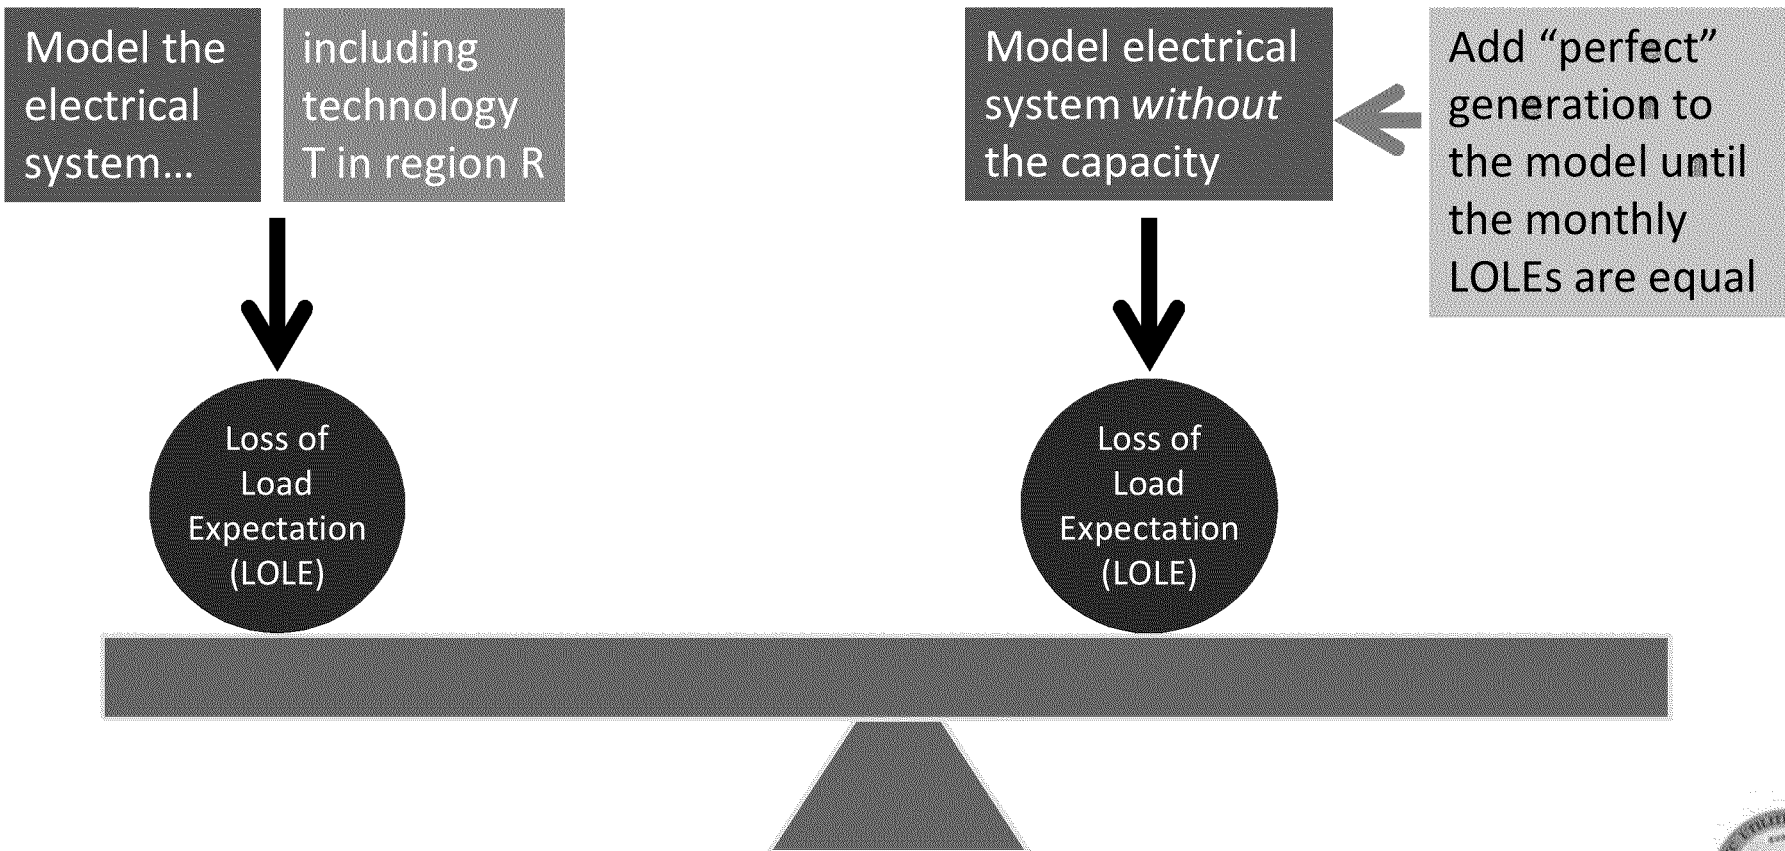 Model the
electrical
system…
including
technology
T in region R
Model electrical
system without
the capacity
Add “perfect”
generation to
the model until
the monthly
LOLEs are equal
Loss of
Load
Expectation
(LOLE)
Loss of
Load
Expectation
(LOLE)